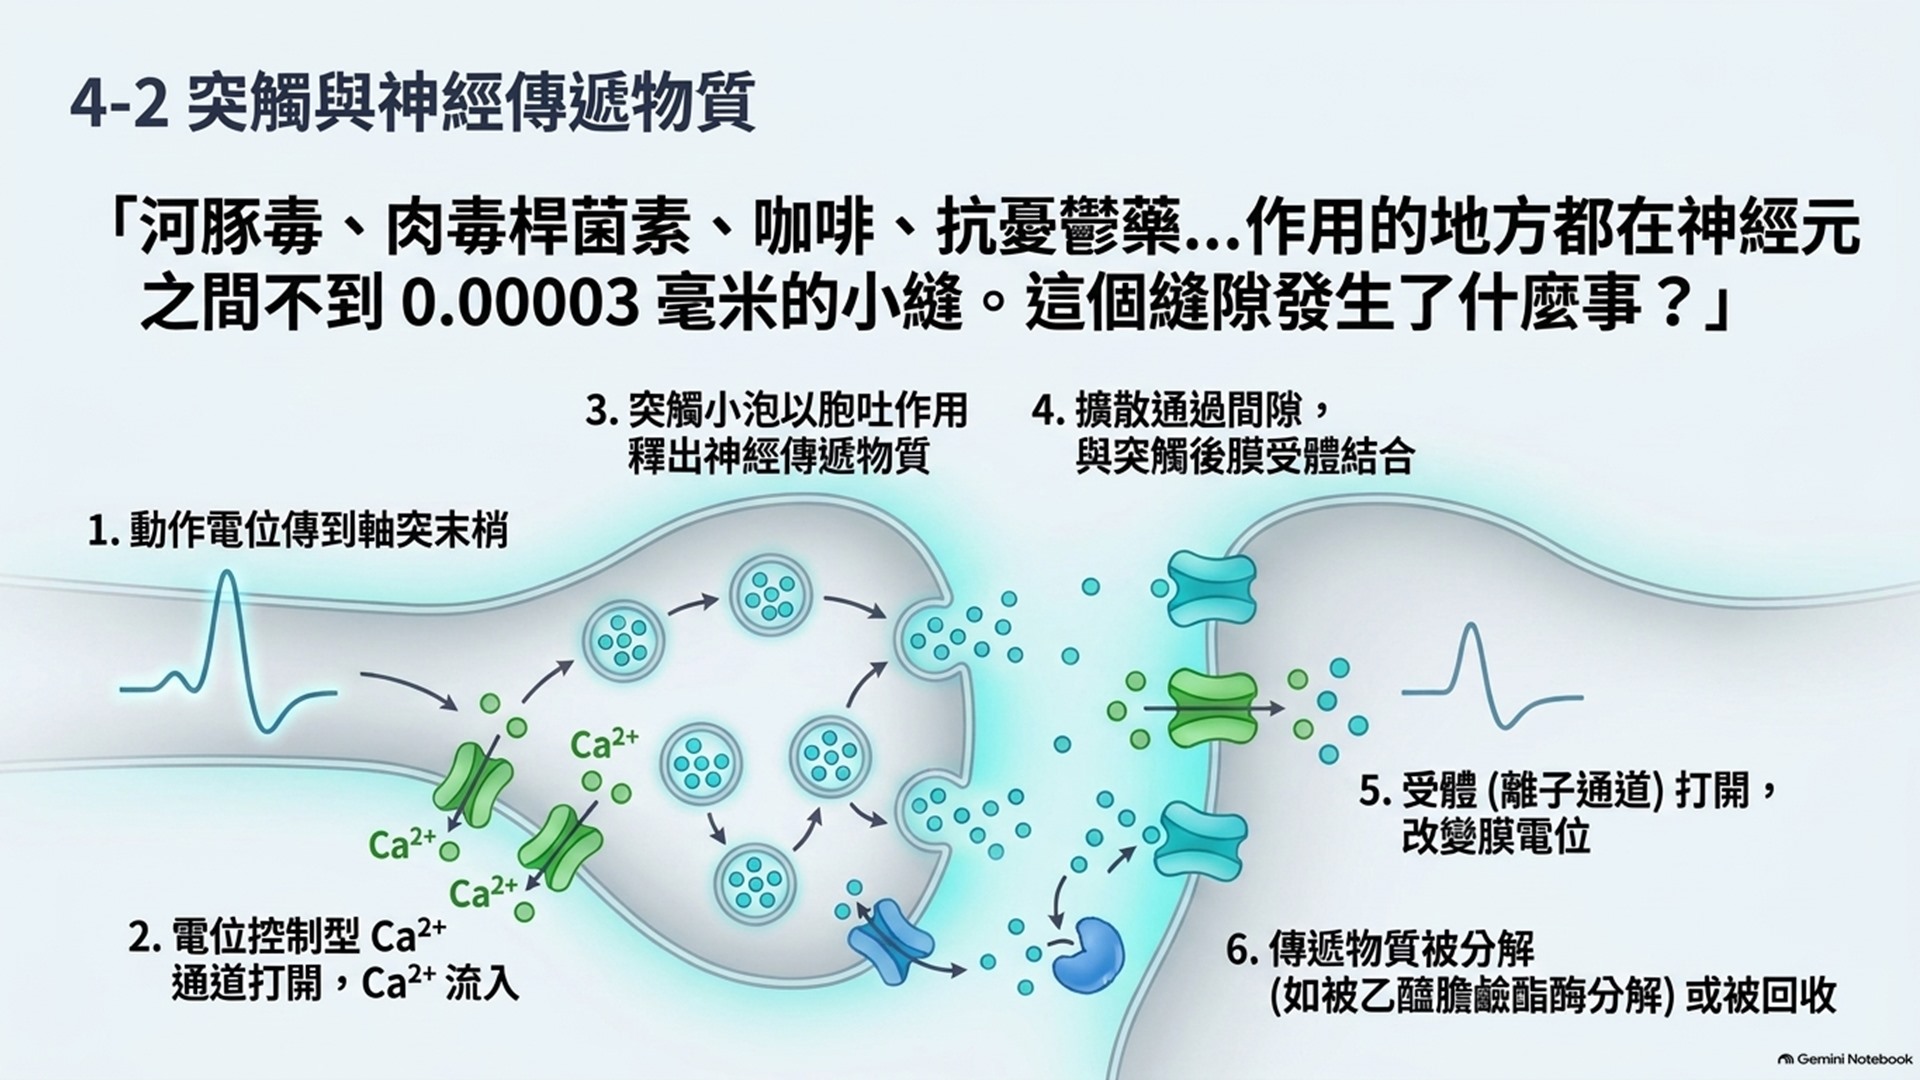 4-2 突觸與神經傳遞物質
「河豚毒、肉毒桿菌素、咖啡、抗憂鬱藥...作用的地方都在神經元
之間不到 0.00003 毫米的小縫。這個縫隙發生了什麼事？」
3. 突觸小泡以胞吐作用
釋出神經傳遞物質
4. 擴散通過間隙，
與突觸後膜受體結合
1. 動作電位傳到軸突末梢
Ca²⁺
Ca²⁺
Ca²⁺
2. 電位控制型 Ca²⁺
通道打開，Ca²⁺ 流入
5. 受體 (離子通道) 打開，
改變膜電位
6. 傳遞物質被分解
(如被乙醯膽鹼酯酶分解) 或被回收
Gemini Notebook